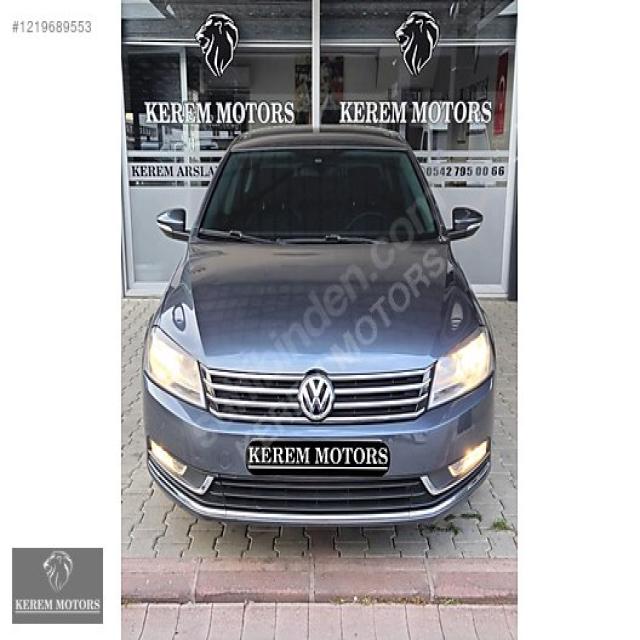 #1219689553
KEREM MOTORS
KEREM MOTORS
KEREM ARSLA
0542 795 00 66
sahibinden.com
KEREM MOTORS
KEREM MOTORS
KEREM MOTORS